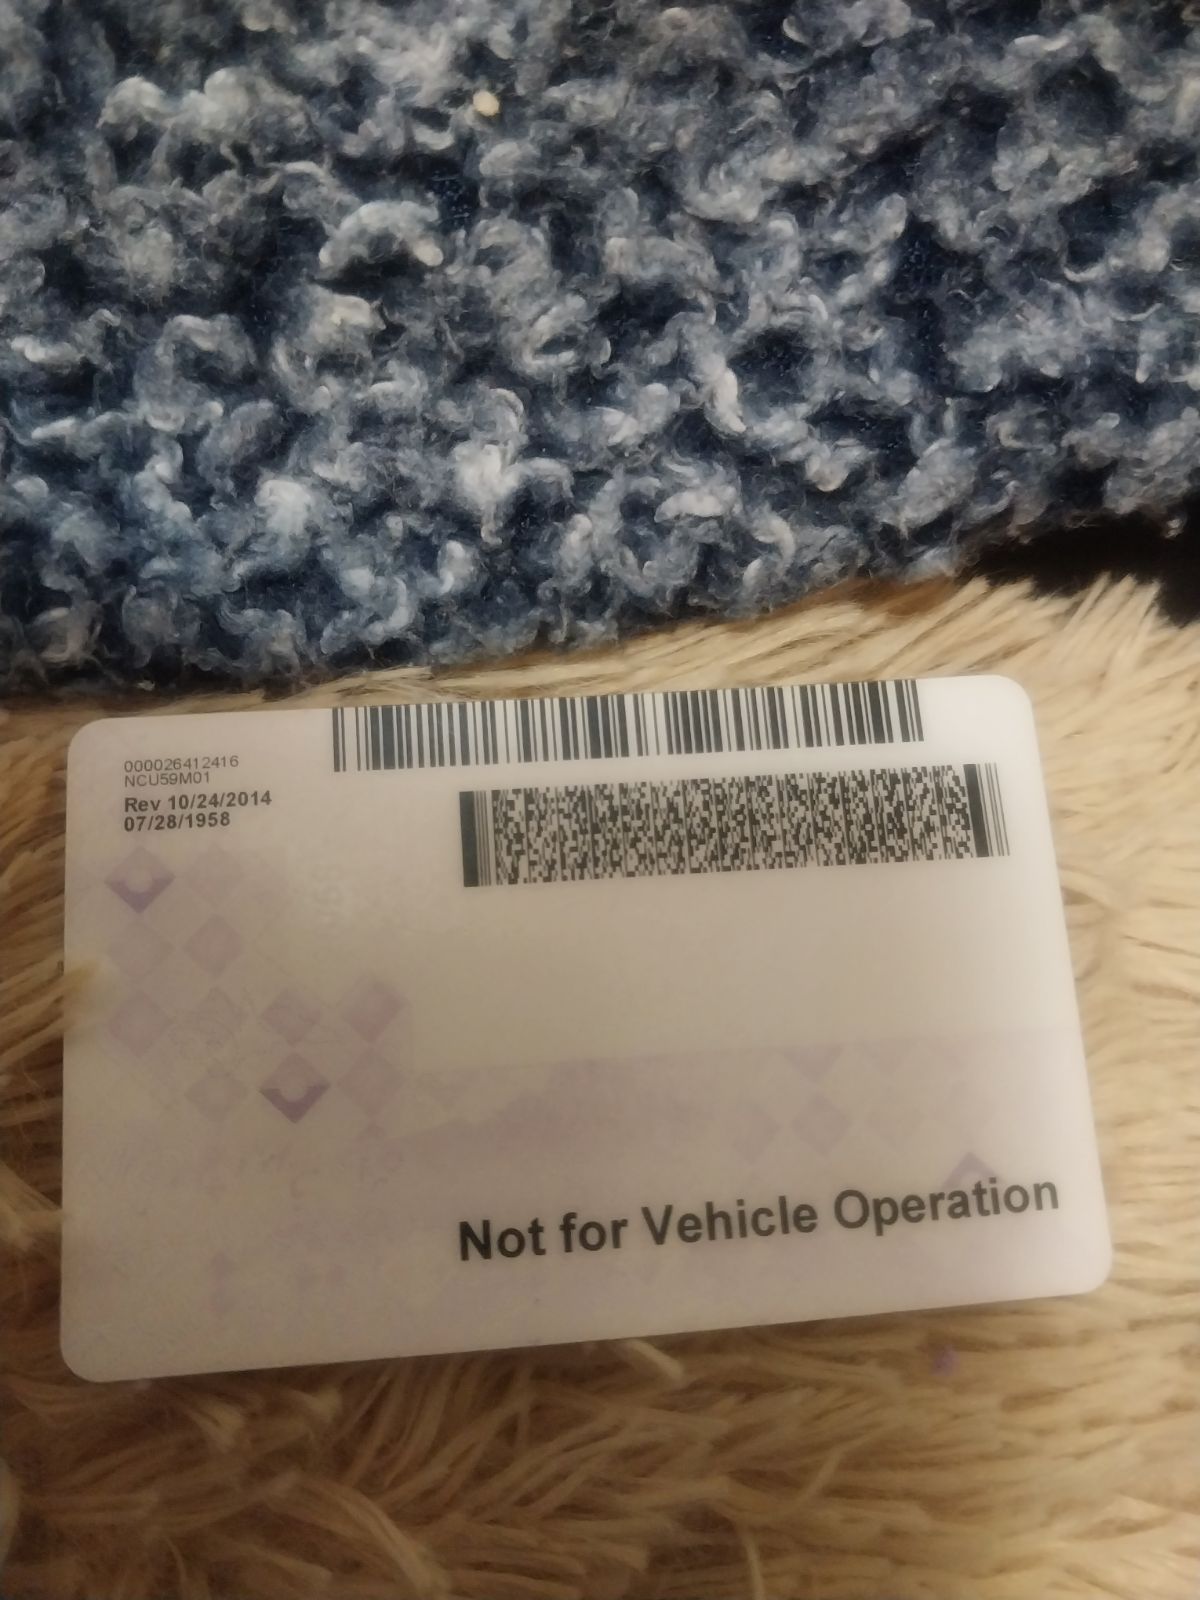 000026412416
NCU59M01
Rev 10/24/2014
07/28/1958
Not for Vehicle Operation